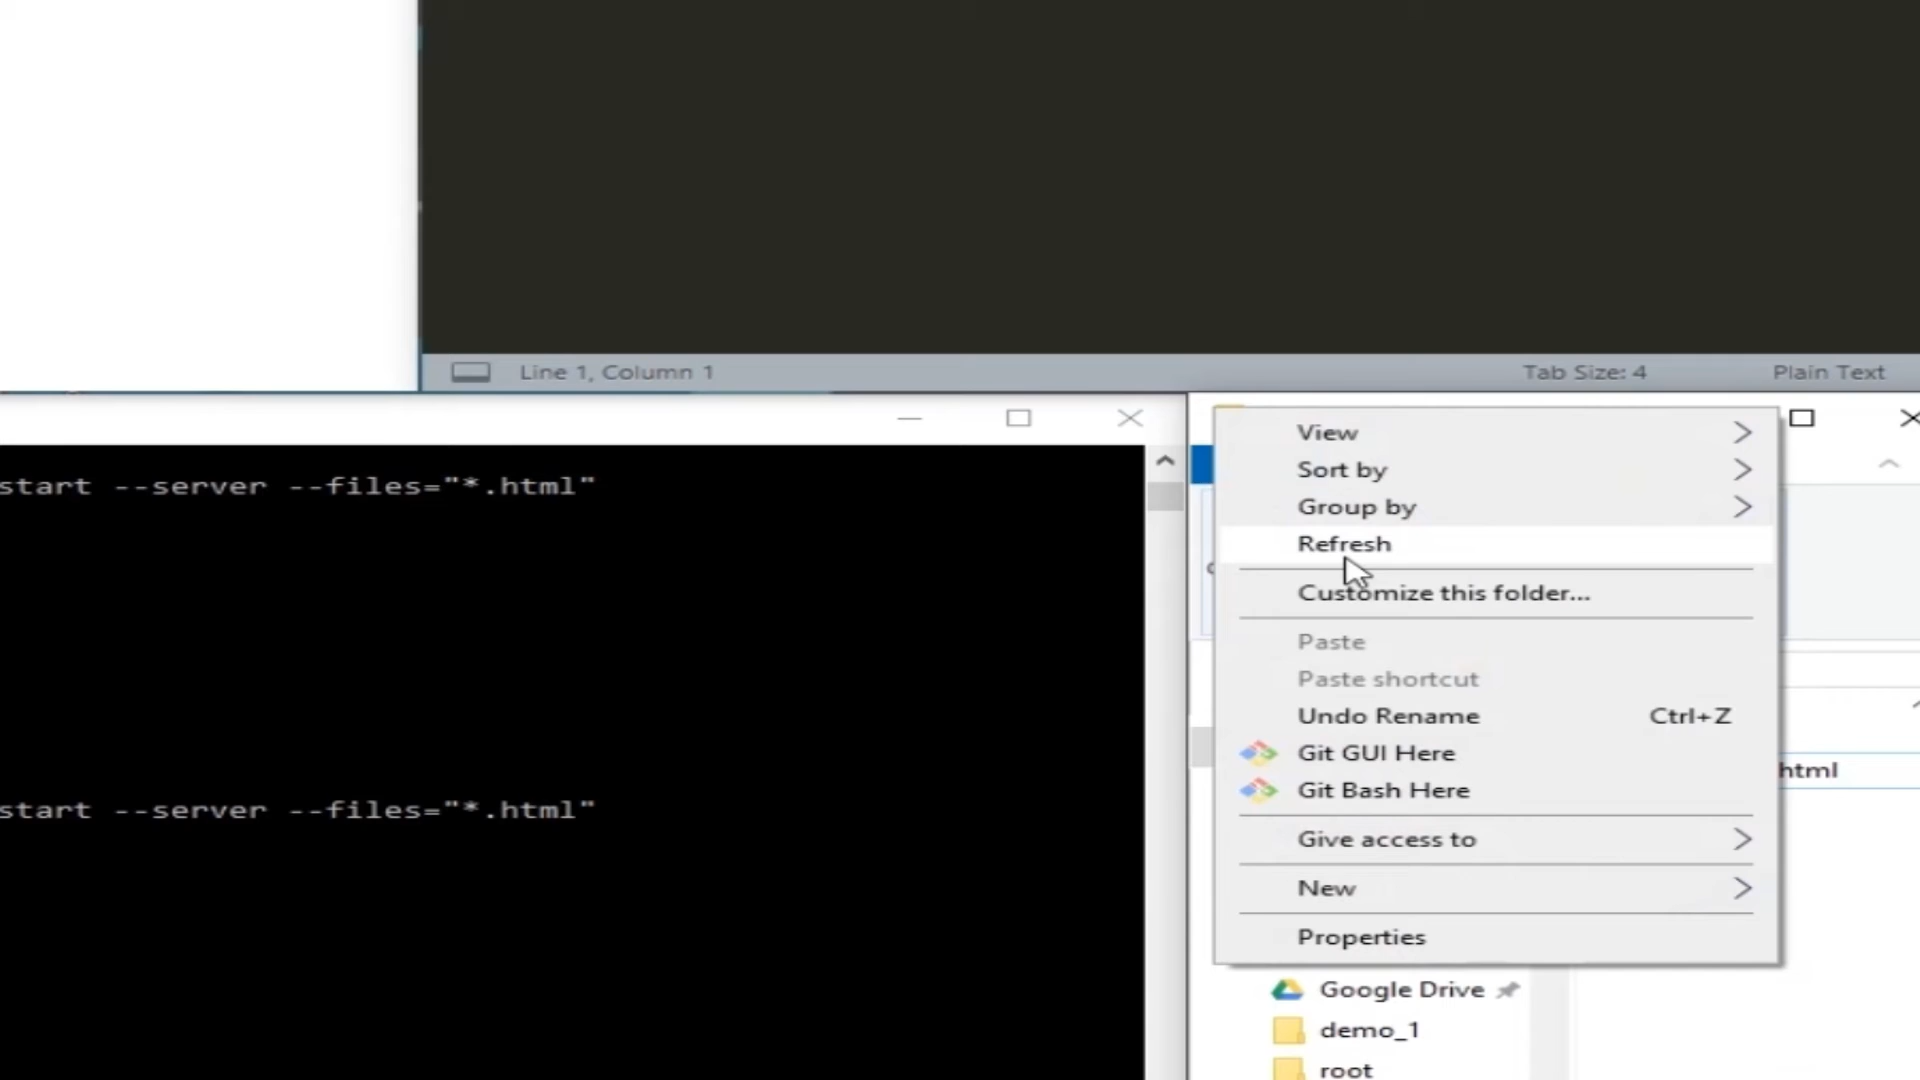 Line 1, Column 1
Tab Size: 4
Plain Text
start --server --files="*.html"
start --server --files="*.html"
View
Sort by
Group by
Refresh
Customize this folder...
Paste
Paste shortcut
Undo Rename Ctrl+Z
Git GUI Here
Git Bash Here
Give access to
New
Properties
html
Google Drive
demo_1
root